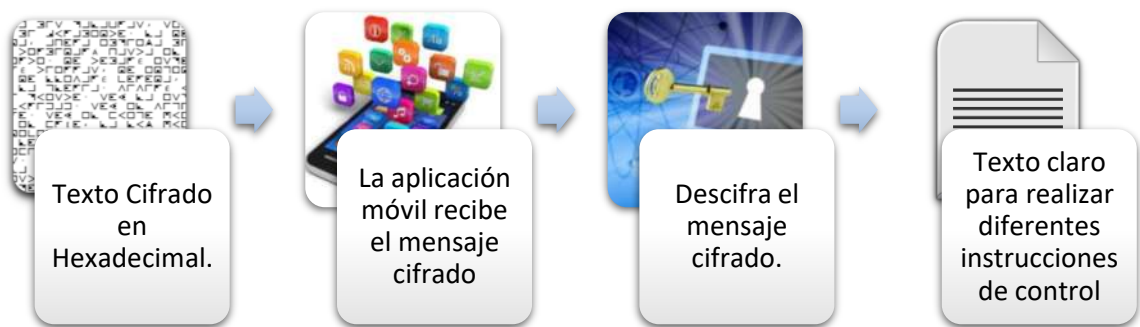 Texto Cifrado
en
Hexadecimal.
La aplicación
móvil recibe
el mensaje
cifrado
Descifra el
mensaje
cifrado.
Texto claro
para realizar
diferentes
instrucciones
de control